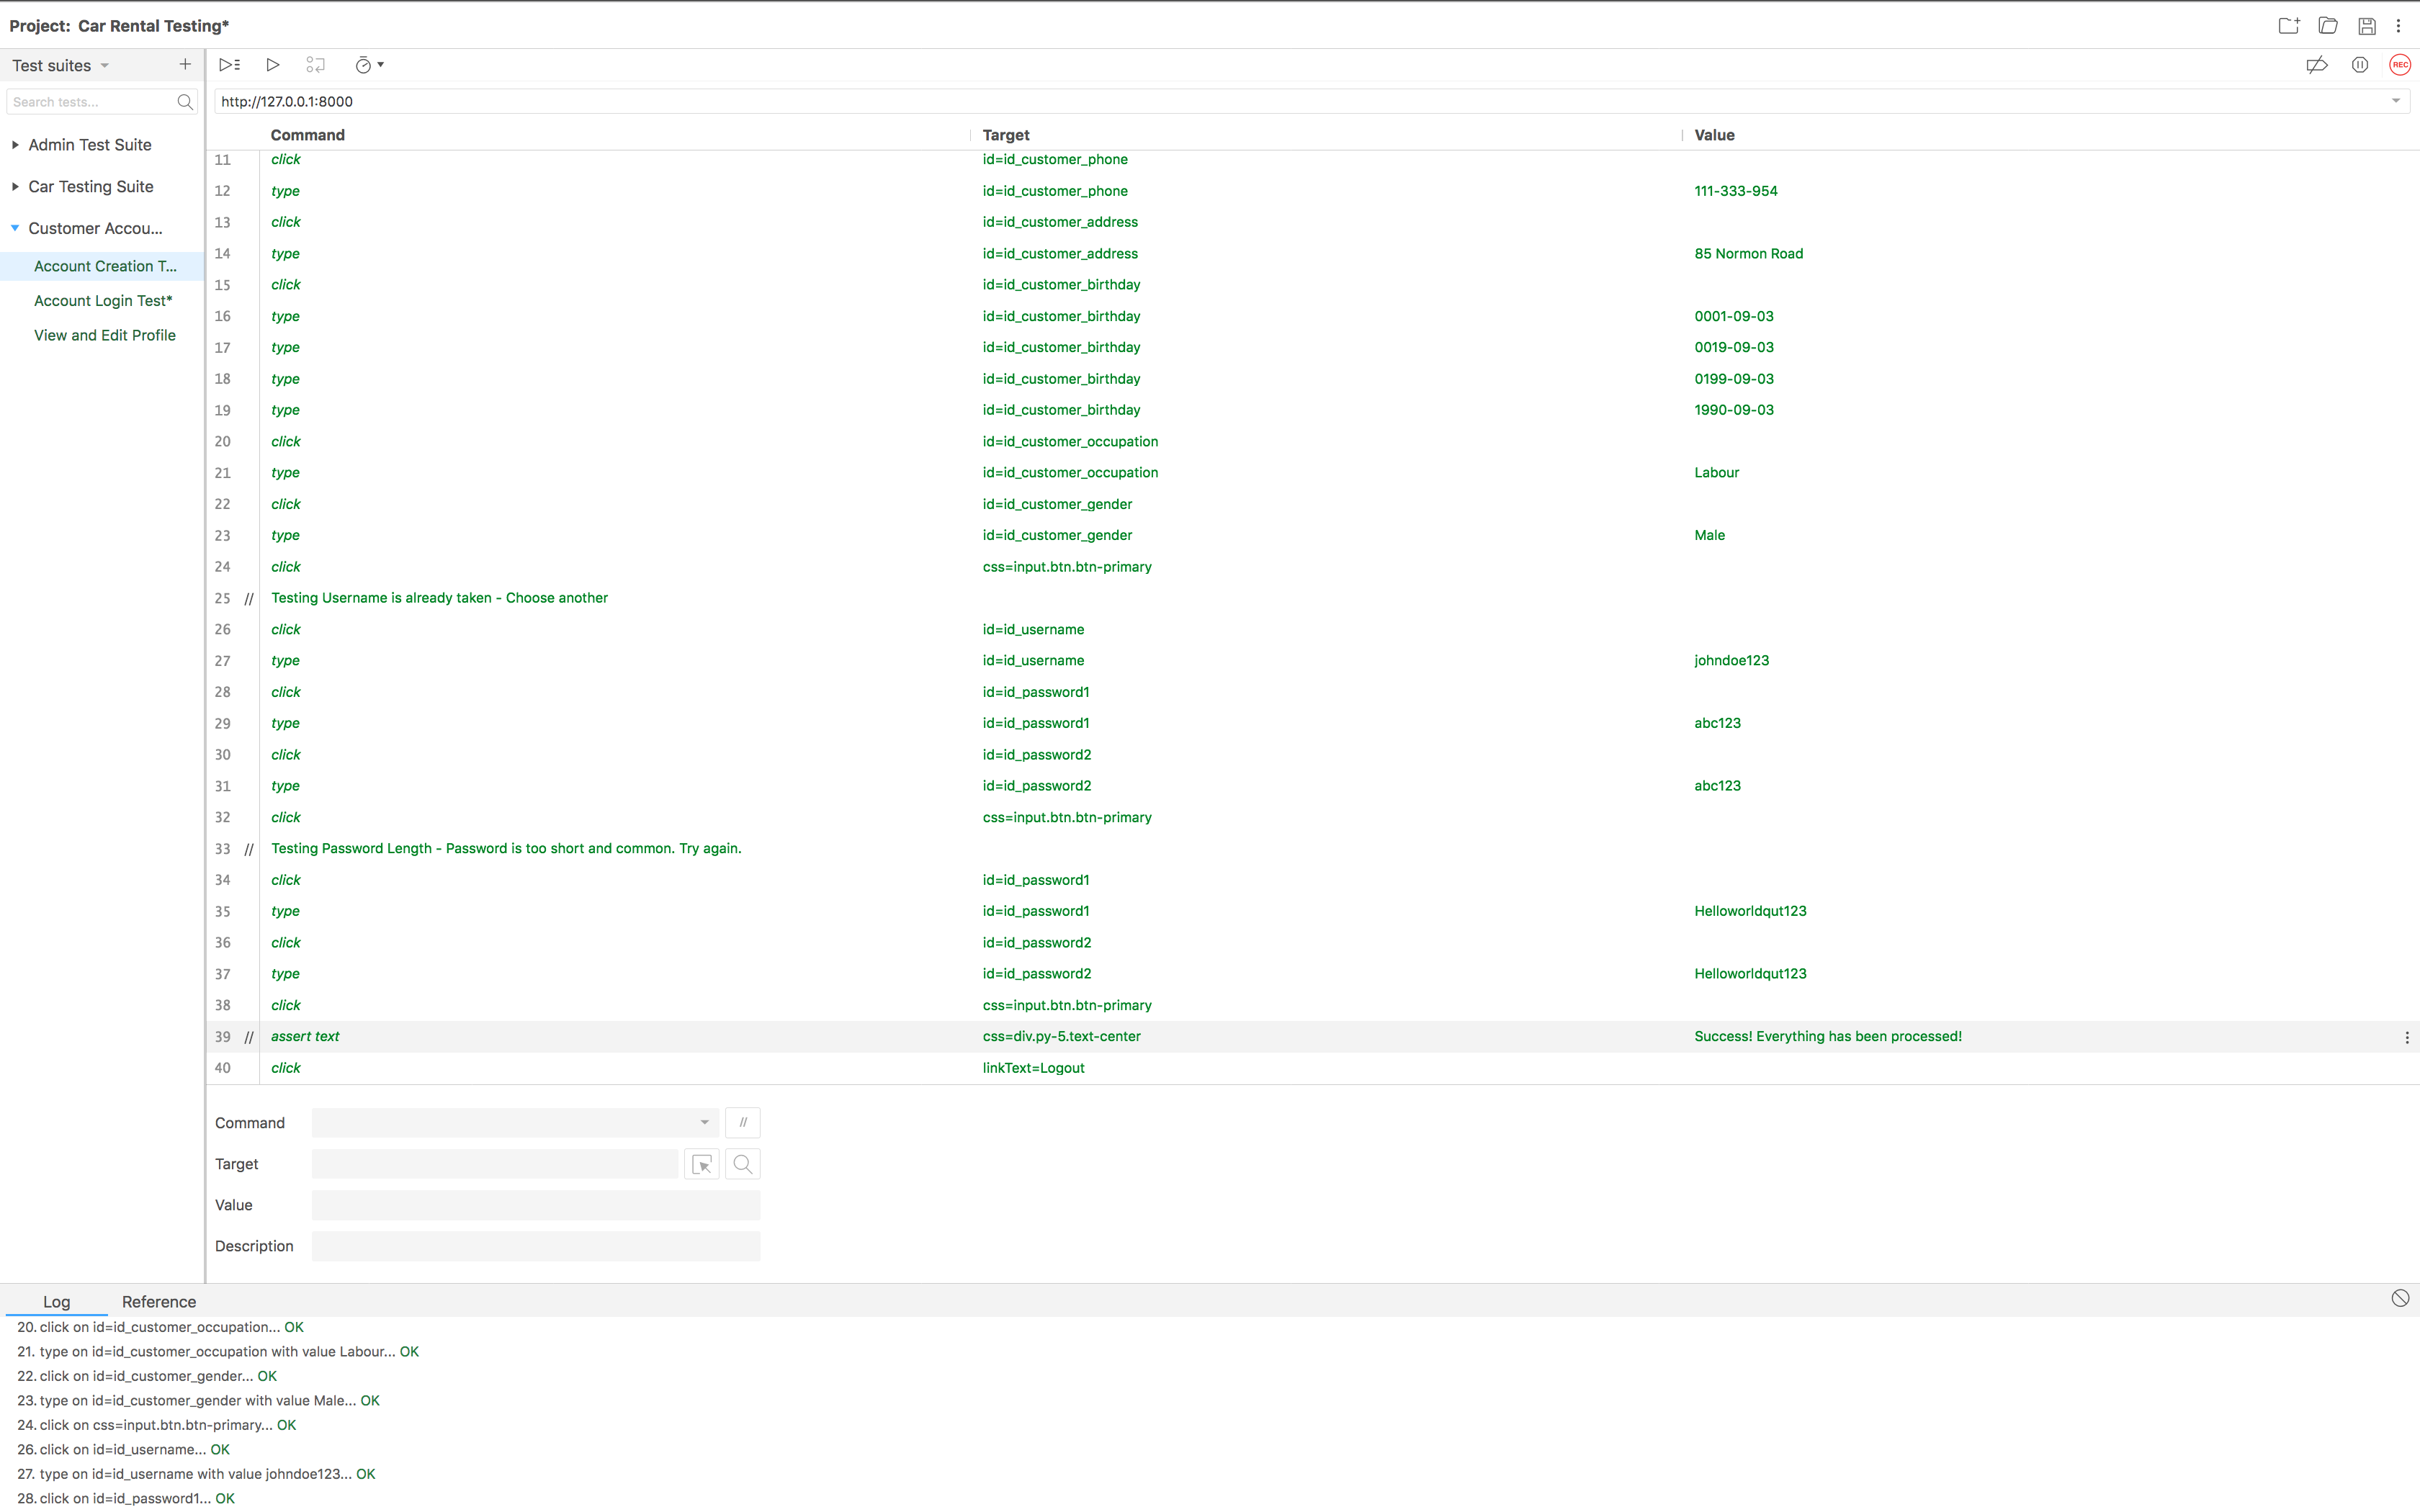 Project: Car Rental Testing*
Test suites
REC
Search tests...
http://127.0.0.1:8000
Command Target Value
Admin Test Suite
Car Testing Suite
Customer Accou...
Account Creation T...
Account Login Test*
View and Edit Profile
11 click id=id_customer_phone
12 type id=id_customer_phone 111-333-954
13 click id=id_customer_address
14 type id=id_customer_address 85 Normon Road
15 click id=id_customer_birthday
16 type id=id_customer_birthday 0001-09-03
17 type id=id_customer_birthday 0019-09-03
18 type id=id_customer_birthday 0199-09-03
19 type id=id_customer_birthday 1990-09-03
20 click id=id_customer_occupation
21 type id=id_customer_occupation Labour
22 click id=id_customer_gender
23 type id=id_customer_gender Male
24 click css=input.btn.btn-primary
25 // Testing Username is already taken - Choose another
26 click id=id_username
27 type id=id_username johndoe123
28 click id=id_password1
29 type id=id_password1 abc123
30 click id=id_password2
31 type id=id_password2 abc123
32 click css=input.btn.btn-primary
33 // Testing Password Length - Password is too short and common. Try again.
34 click id=id_password1
35 type id=id_password1 Helloworldqut123
36 click id=id_password2
37 type id=id_password2 Helloworldqut123
38 click css=input.btn.btn-primary
39 // assert text css=div.py-5.text-center Success! Everything has been processed!
40 click linkText=Logout
Command //
Target
Value
Description
Log Reference
20. click on id=id_customer_occupation... OK
21. type on id=id_customer_occupation with value Labour... OK
22. click on id=id_customer_gender... OK
23. type on id=id_customer_gender with value Male... OK
24. click on css=input.btn.btn-primary... OK
26. click on id=id_username... OK
27. type on id=id_username with value johndoe123... OK
28. click on id=id_password1... OK